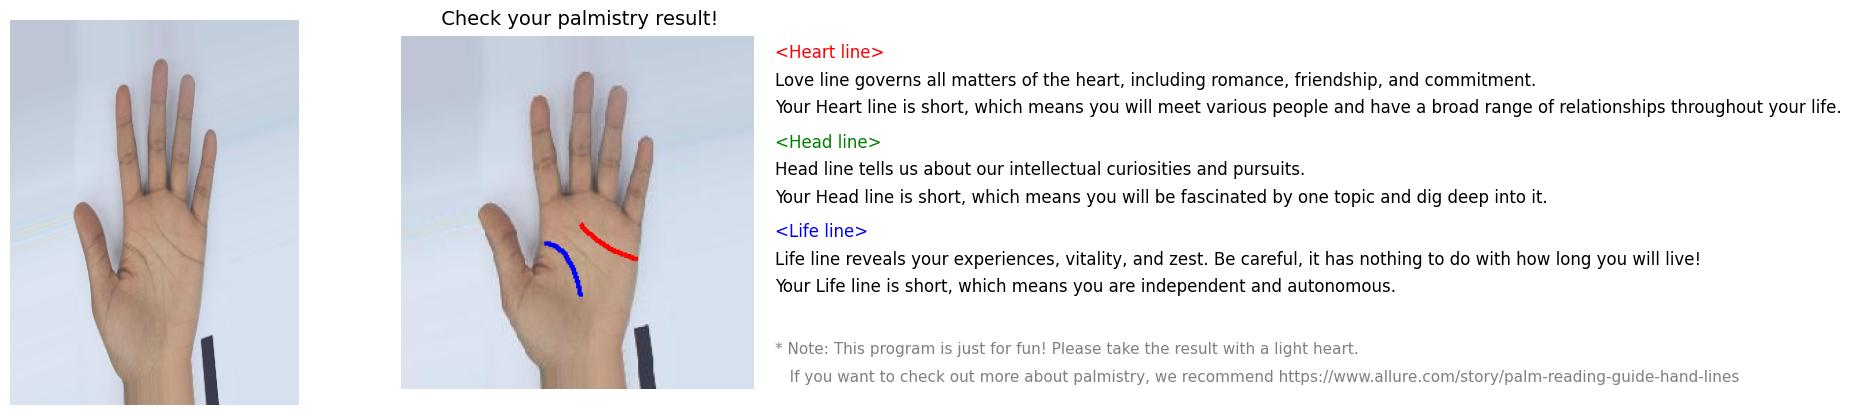 Check your palmistry result!
<Heart line>
Love line governs all matters of the heart, including romance, friendship, and commitment.
Your Heart line is short, which means you will meet various people and have a broad range of relationships throughout your life.
<Head line>
Head line tells us about our intellectual curiosities and pursuits.
Your Head line is short, which means you will be fascinated by one topic and dig deep into it.
<Life line>
Life line reveals your experiences, vitality, and zest. Be careful, it has nothing to do with how long you will live!
Your Life line is short, which means you are independent and autonomous.
* Note: This program is just for fun! Please take the result with a light heart.
If you want to check out more about palmistry, we recommend https://www.allure.com/story/palm-reading-guide-hand-lines